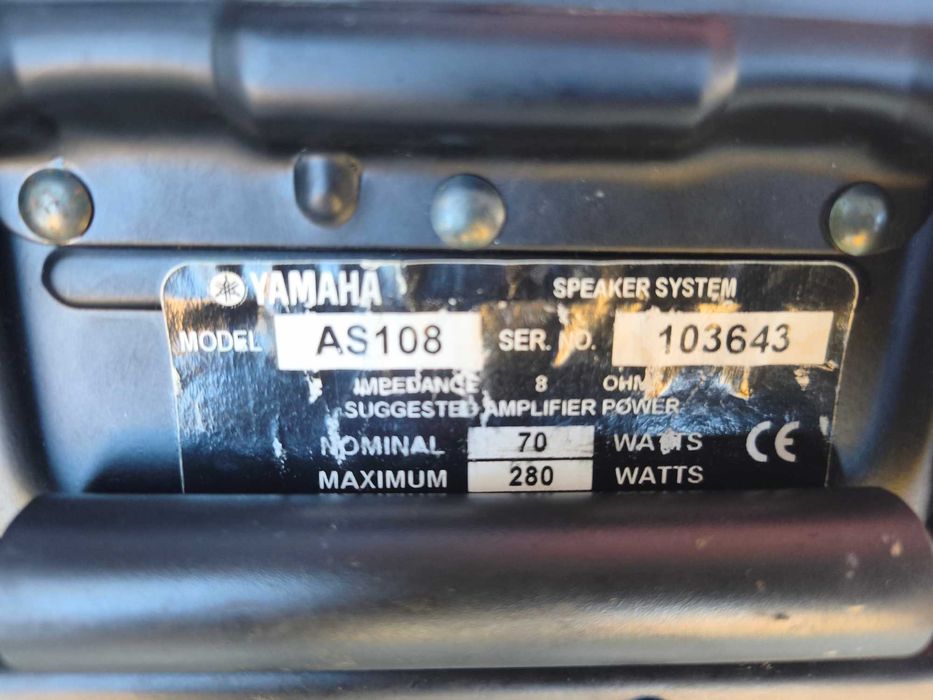 YAMAHA SPEAKER SYSTEM
MODEL AS108 SER. NO. 103643
IMPEDANCE 8 OHM
SUGGESTED AMPLIFIER POWER
NOMINAL 70 WATTS
MAXIMUM 280 WATTS
CE